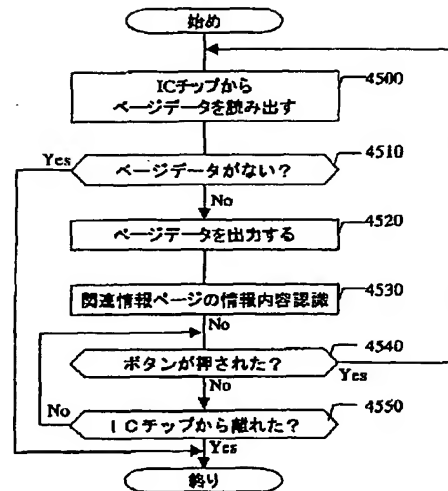 始め
ICチップから
ページデータを読み出す
4500
Yes
ページデータがない?
4510
No
ページデータを出力する
4520
関連情報ページの情報内容認識
4530
No
ボタンが押された?
4540
Yes
No
No
ICチップから離れた?
4550
Yes
終り